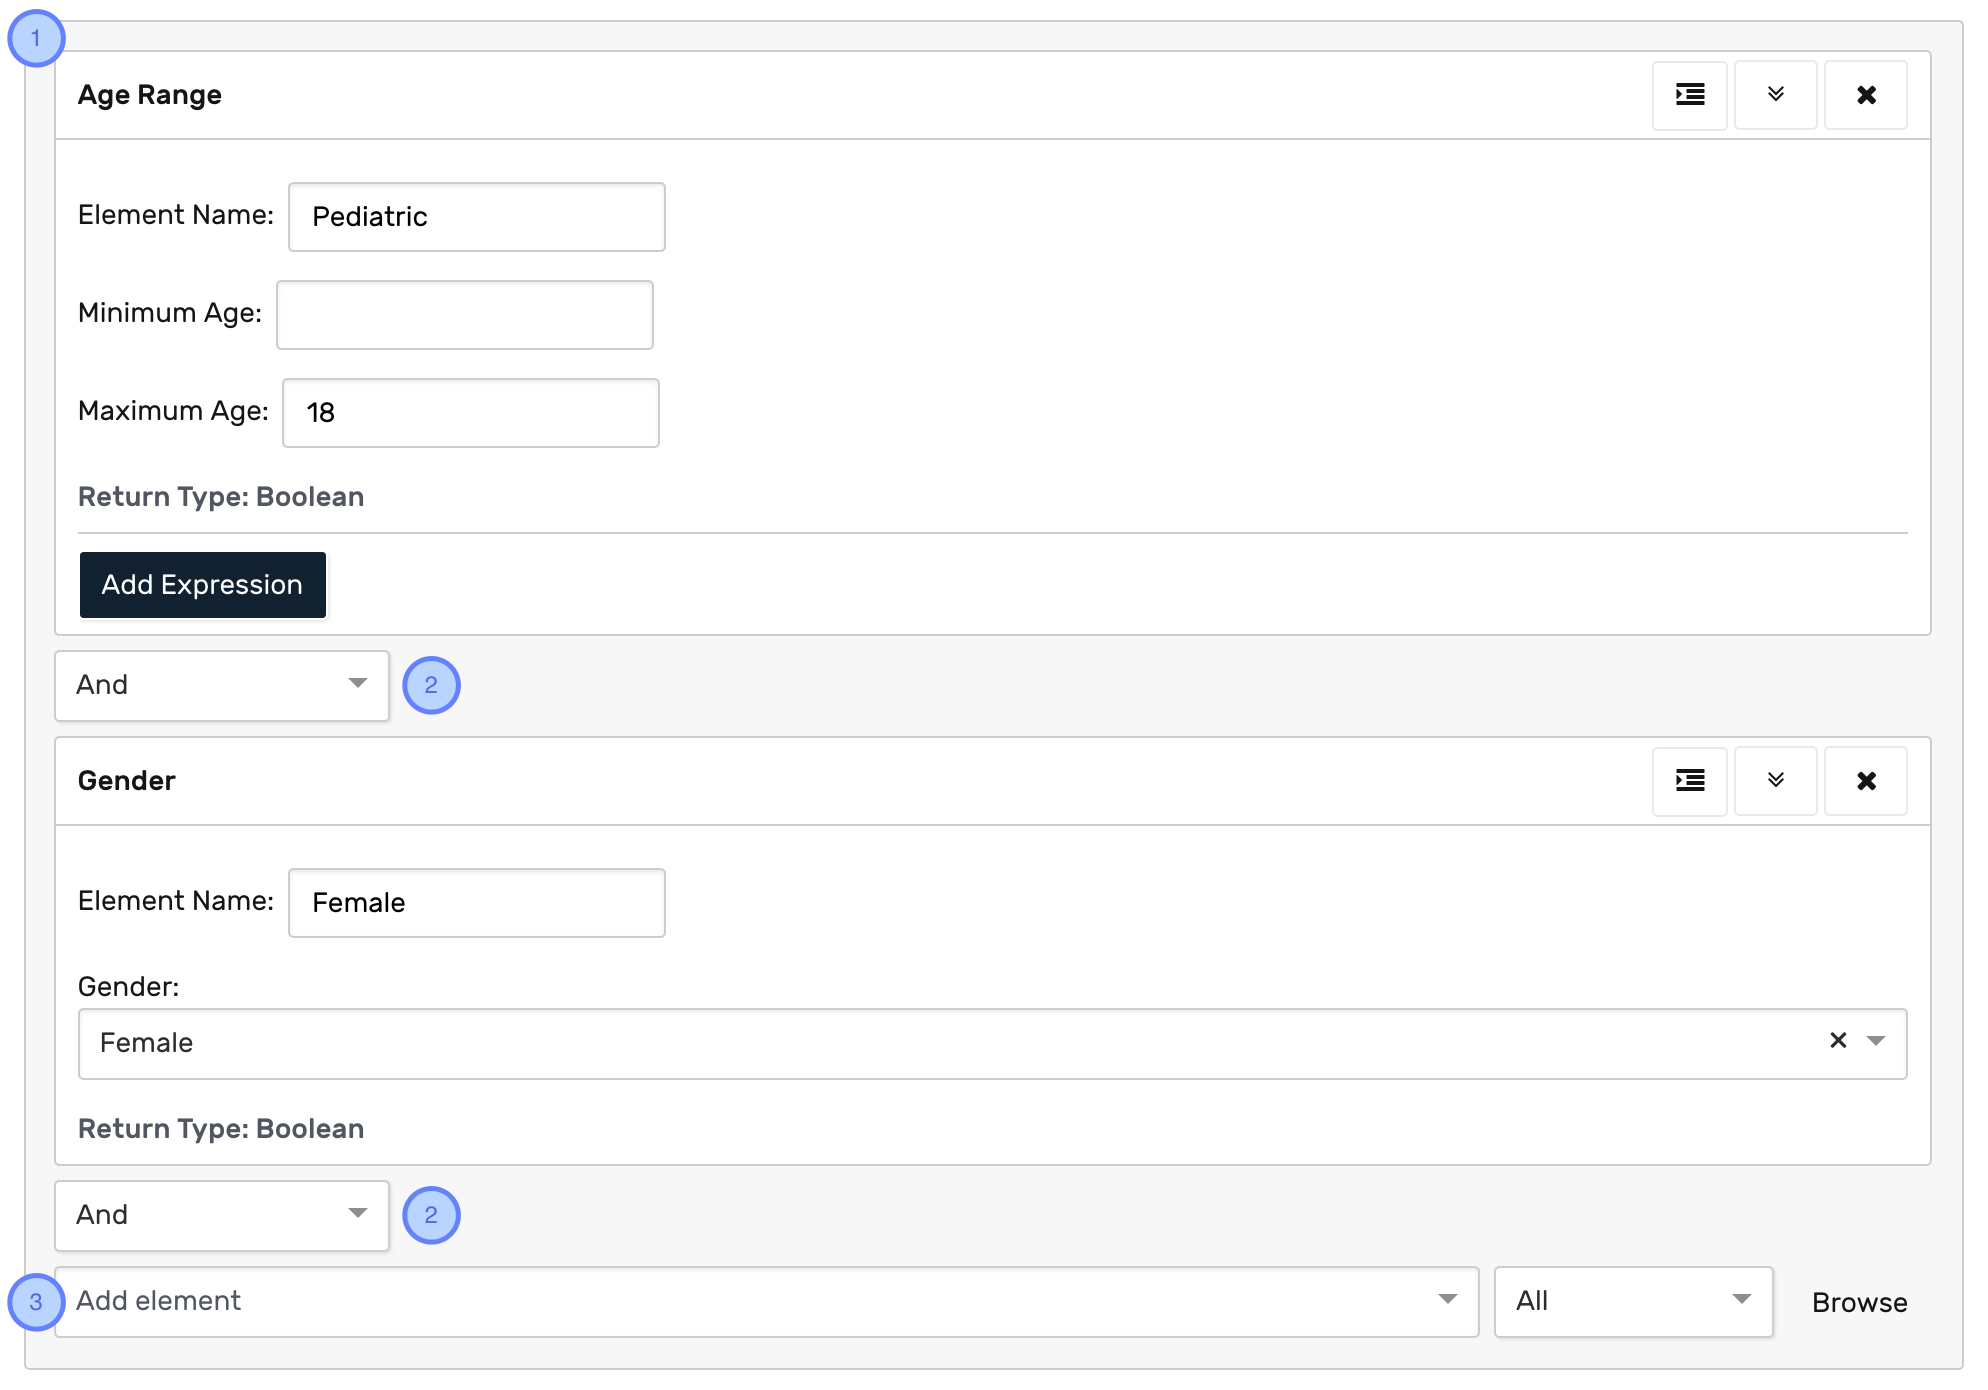 1
Age Range
Element Name: Pediatric
Minimum Age:
Maximum Age: 18
Return Type: Boolean
Add Expression
And 2
Gender
Element Name: Female
Gender:
Female
Return Type: Boolean
And 2
3 Add element All Browse